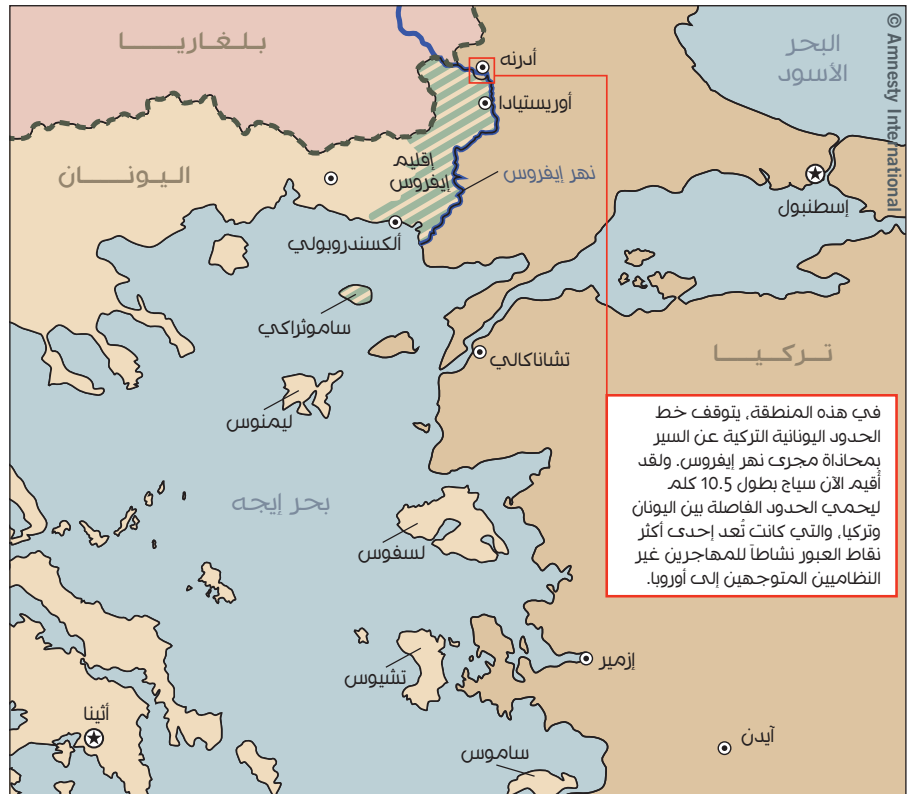 © Amnesty International
بلغاريا
البحر
الأسود
أدرنه
أوريستيادا
إقليم
إيفروس
نهر إيفروس
اليونان
إسطنبول
ألكسندروبولي
ساموثراكي
تشاناكالي
تركيا
ليمنوس
في هذه المنطقة، يتوقف خط
الحدود اليونانية التركية عن السير
بمحاذاة مجرى نهر إيفروس. ولقد
أُقيم الآن سياج بطول 10.5 كلم
ليحمي الحدود الفاصلة بين اليونان
وتركيا، والتي كانت تُعد إحدى أكثر
نقاط العبور نشاطاً للمهاجرين غير
النظاميين المتوجهين إلى أوروبا.
بحر إيجه
لسفوس
تشيوس
إزمير
أثينا
ساموس
آيدن